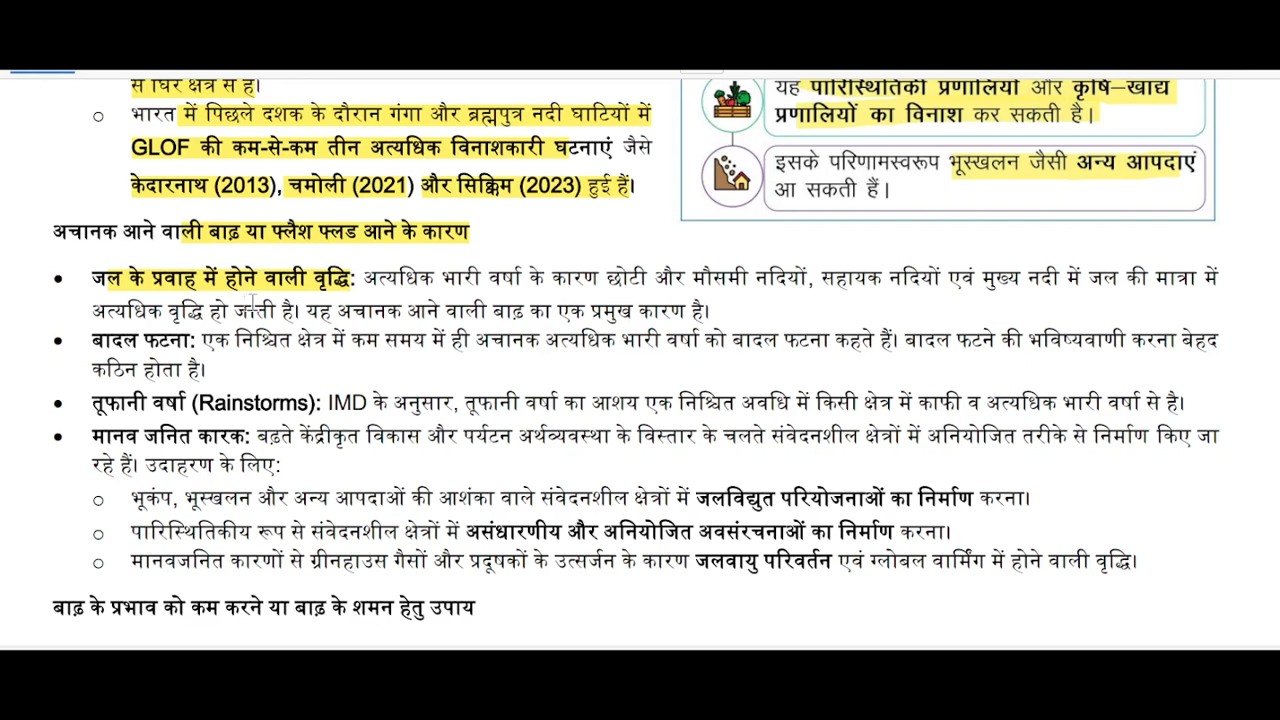 से घिरे क्षेत्र से है।
भारत में पिछले दशक के दौरान गंगा और ब्रह्मपुत्र नदी घाटियों में
GLOF की कम-से-कम तीन अत्यधिक विनाशकारी घटनाएं जैसे
केदारनाथ (2013), चमोली (2021) और सिक्किम (2023) हुई हैं।
यह पारिस्थितिकी प्रणालियों और कृषि–खाद्य
प्रणालियों का विनाश कर सकती है।
इसके परिणामस्वरूप भूस्खलन जैसी अन्य आपदाएं
आ सकती हैं।
अचानक आने वाली बाढ़ या फ्लैश फ्लड आने के कारण
जल के प्रवाह में होने वाली वृद्धि: अत्यधिक भारी वर्षा के कारण छोटी और मौसमी नदियों, सहायक नदियों एवं मुख्य नदी में जल की मात्रा में
अत्यधिक वृद्धि हो जाती है। यह अचानक आने वाली बाढ़ का एक प्रमुख कारण है।
बादल फटना: एक निश्चित क्षेत्र में कम समय में ही अचानक अत्यधिक भारी वर्षा को बादल फटना कहते हैं। बादल फटने की भविष्यवाणी करना बेहद
कठिन होता है।
तूफानी वर्षा (Rainstorms): IMD के अनुसार, तूफानी वर्षा का आशय एक निश्चित अवधि में किसी क्षेत्र में काफी व अत्यधिक भारी वर्षा से है।
मानव जनित कारक: बढ़ते केंद्रीकृत विकास और पर्यटन अर्थव्यवस्था के विस्तार के चलते संवेदनशील क्षेत्रों में अनियोजित तरीके से निर्माण किए जा
रहे हैं। उदाहरण के लिए:
भूकंप, भूस्खलन और अन्य आपदाओं की आशंका वाले संवेदनशील क्षेत्रों में जलविद्युत परियोजनाओं का निर्माण करना।
पारिस्थितिकीय रूप से संवेदनशील क्षेत्रों में असंधारणीय और अनियोजित अवसंरचनाओं का निर्माण करना।
मानवजनित कारणों से ग्रीनहाउस गैसों और प्रदूषकों के उत्सर्जन के कारण जलवायु परिवर्तन एवं ग्लोबल वार्मिंग में होने वाली वृद्धि।
बाढ़ के प्रभाव को कम करने या बाढ़ के शमन हेतु उपाय